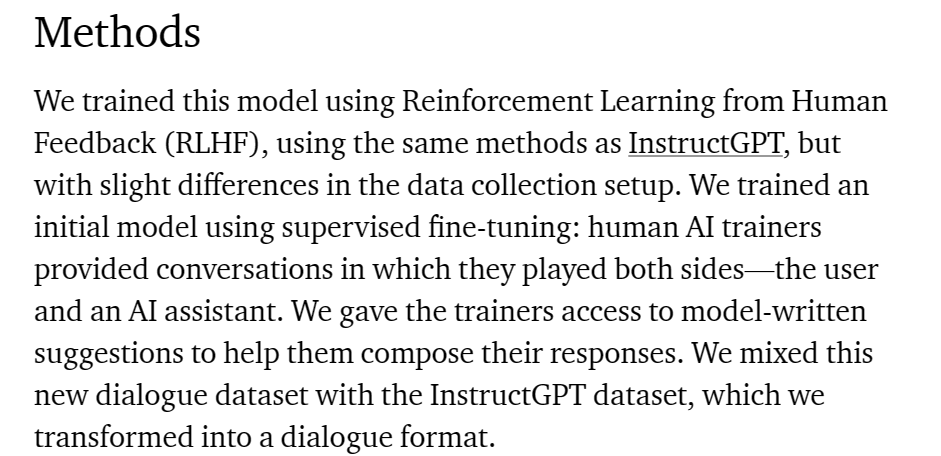 Methods
We trained this model using Reinforcement Learning from Human
Feedback (RLHF), using the same methods as InstructGPT, but
with slight differences in the data collection setup. We trained an
initial model using supervised fine-tuning: human AI trainers
provided conversations in which they played both sides—the user
and an AI assistant. We gave the trainers access to model-written
suggestions to help them compose their responses. We mixed this
new dialogue dataset with the InstructGPT dataset, which we
transformed into a dialogue format.